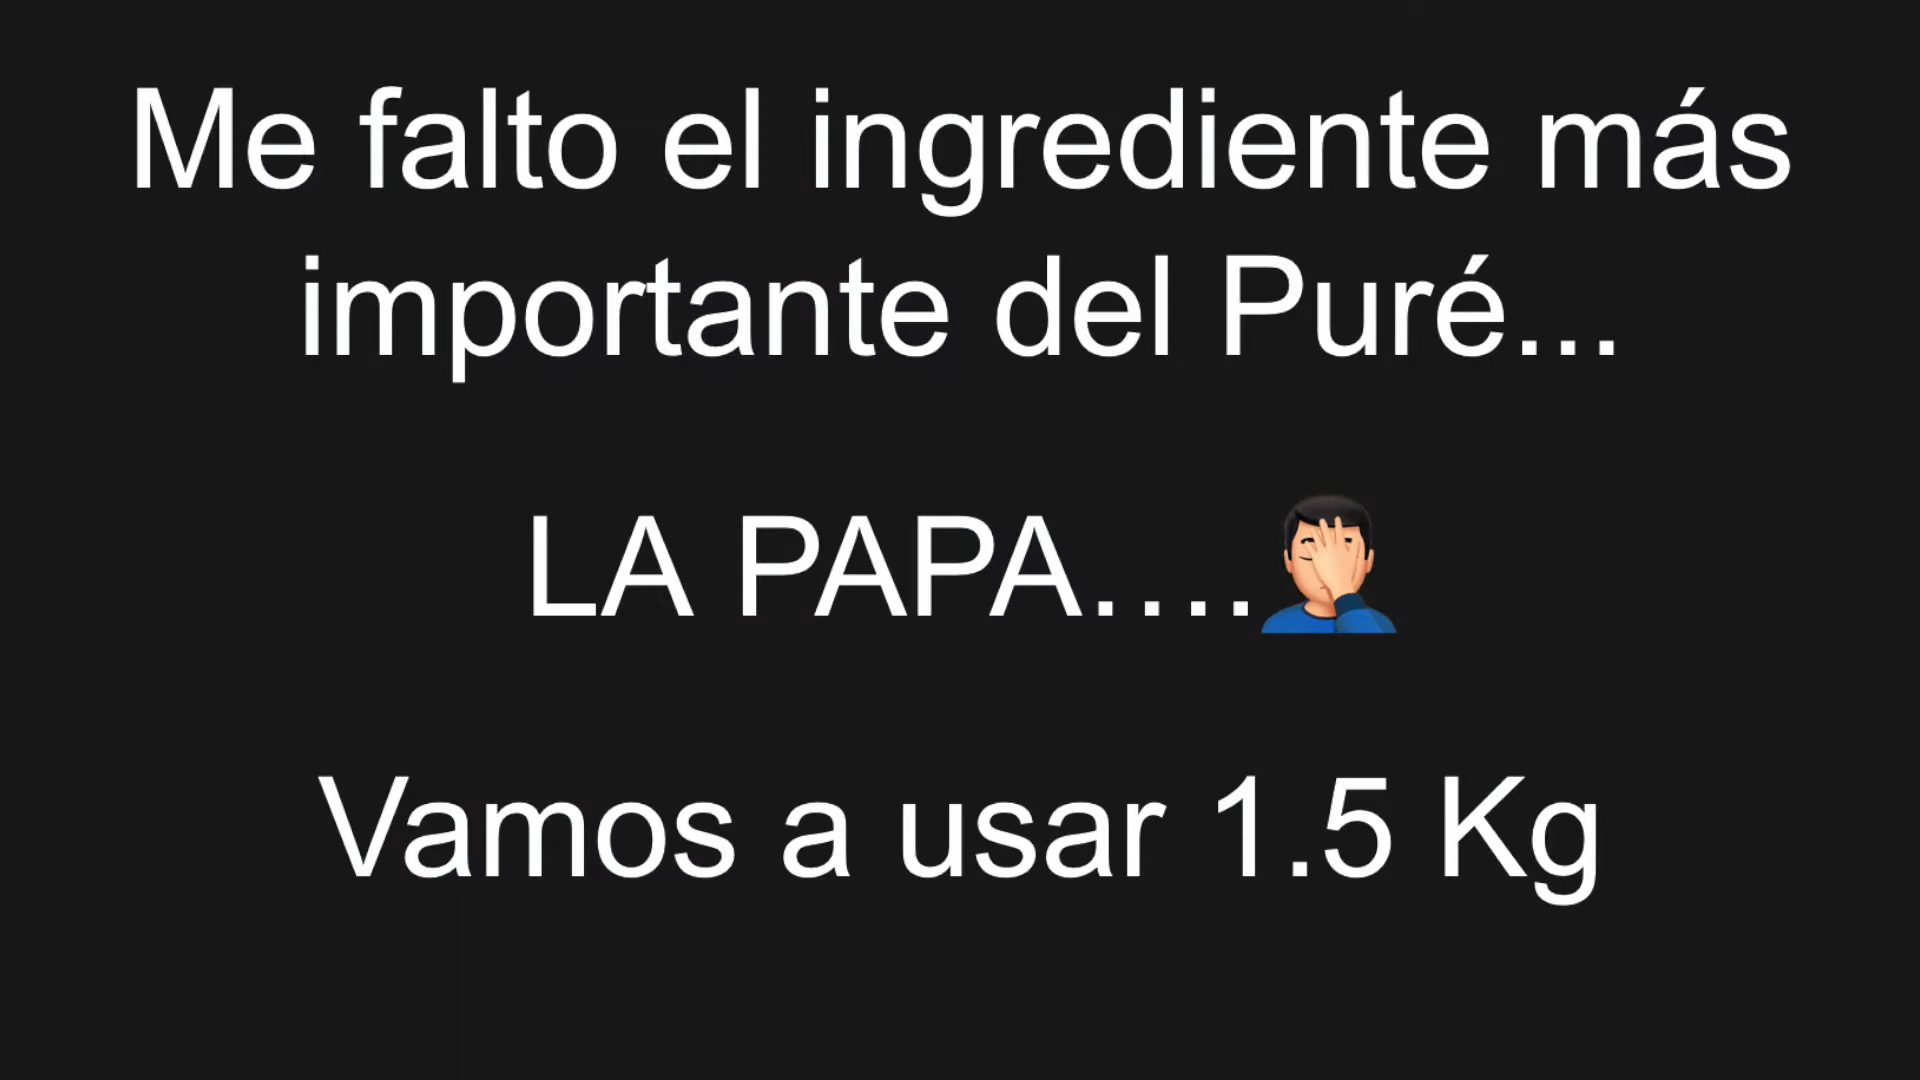 Me falto el ingrediente más
importante del Puré...
LA PAPA....🤦🏻‍♂️
Vamos a usar 1.5 Kg